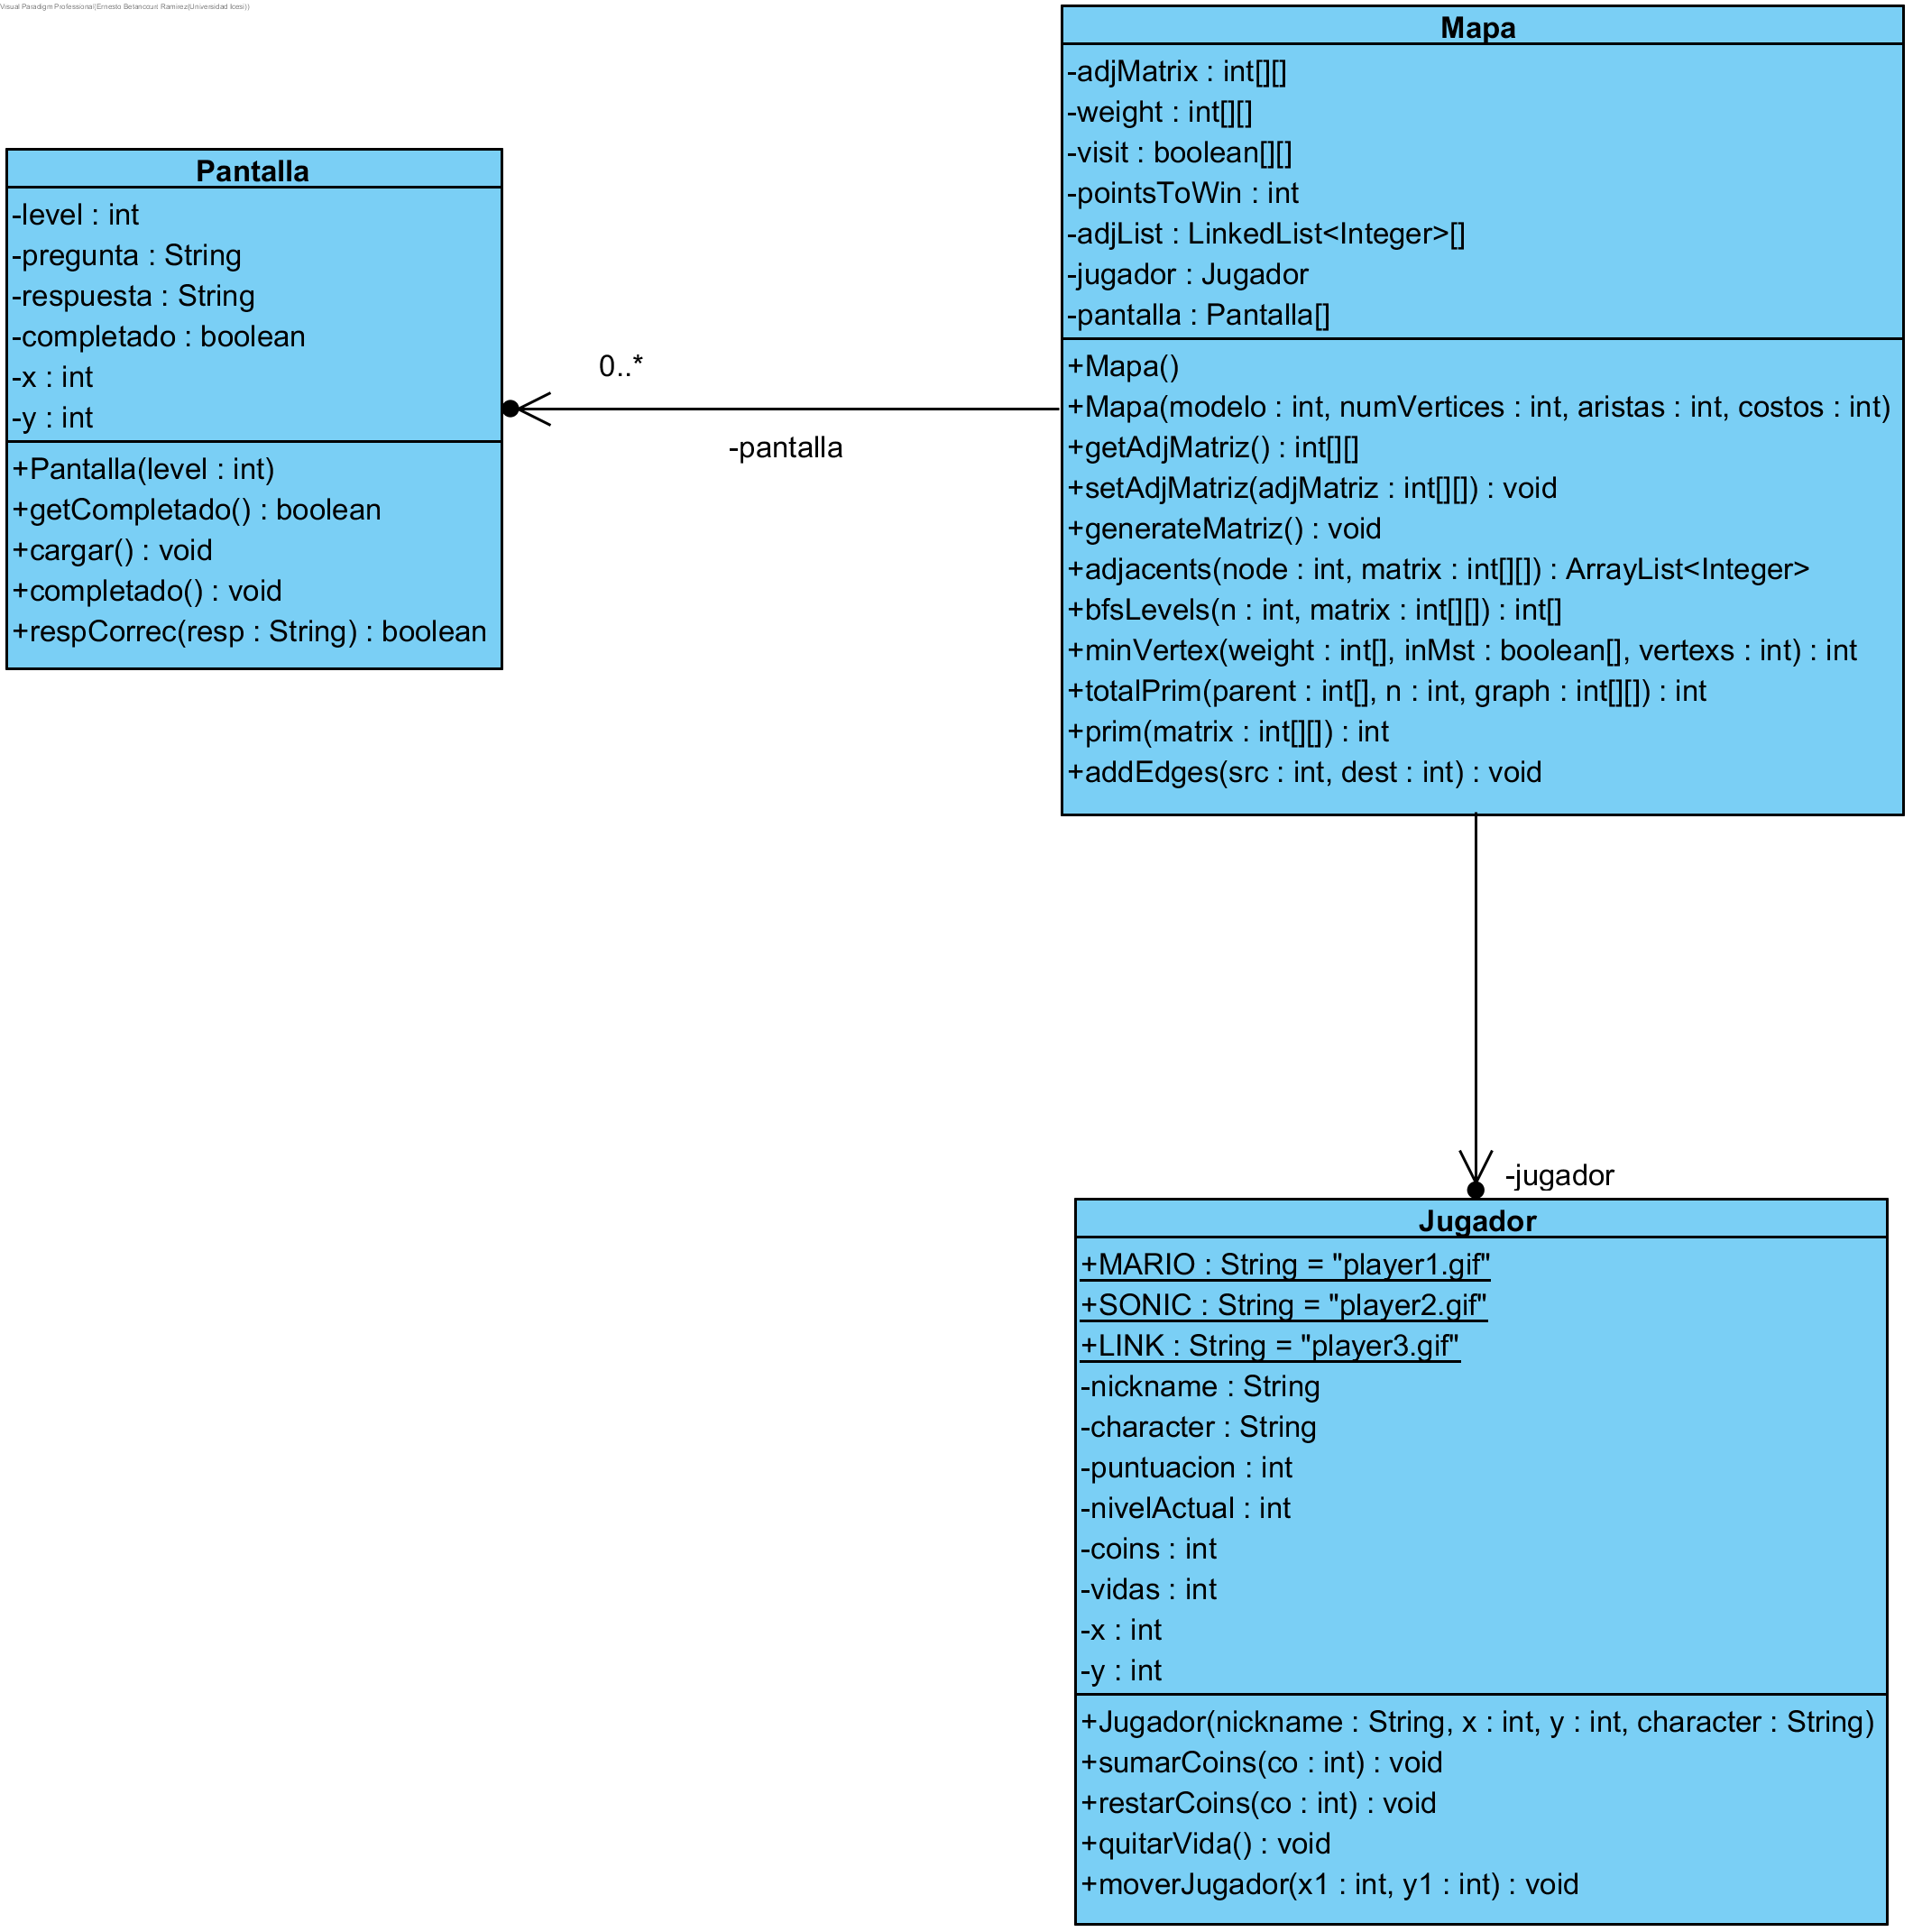 Visual Paradigm Professional(Ernesto Betancourt Ramirez(Universidad Icesi))
Pantalla
-level : int
-pregunta : String
-respuesta : String
-completado : boolean
-x : int
-y : int
+Pantalla(level : int)
+getCompletado() : boolean
+cargar() : void
+completado() : void
+respCorrec(resp : String) : boolean
0..*
-pantalla
Mapa
-adjMatrix : int[][]
-weight : int[][]
-visit : boolean[][]
-pointsToWin : int
-adjList : LinkedList<Integer>[]
-jugador : Jugador
-pantalla : Pantalla[]
+Mapa()
+Mapa(modelo : int, numVertices : int, aristas : int, costos : int)
+getAdjMatriz() : int[][]
+setAdjMatriz(adjMatriz : int[][]) : void
+generateMatriz() : void
+adjacents(node : int, matrix : int[][]) : ArrayList<Integer>
+bfsLevels(n : int, matrix : int[][]) : int[]
+minVertex(weight : int[], inMst : boolean[], vertexs : int) : int
+totalPrim(parent : int[], n : int, graph : int[][]) : int
+prim(matrix : int[][]) : int
+addEdges(src : int, dest : int) : void
-jugador
Jugador
+MARIO : String = "player1.gif"
+SONIC : String = "player2.gif"
+LINK : String = "player3.gif"
-nickname : String
-character : String
-puntuacion : int
-nivelActual : int
-coins : int
-vidas : int
-x : int
-y : int
+Jugador(nickname : String, x : int, y : int, character : String)
+sumarCoins(co : int) : void
+restarCoins(co : int) : void
+quitarVida() : void
+moverJugador(x1 : int, y1 : int) : void